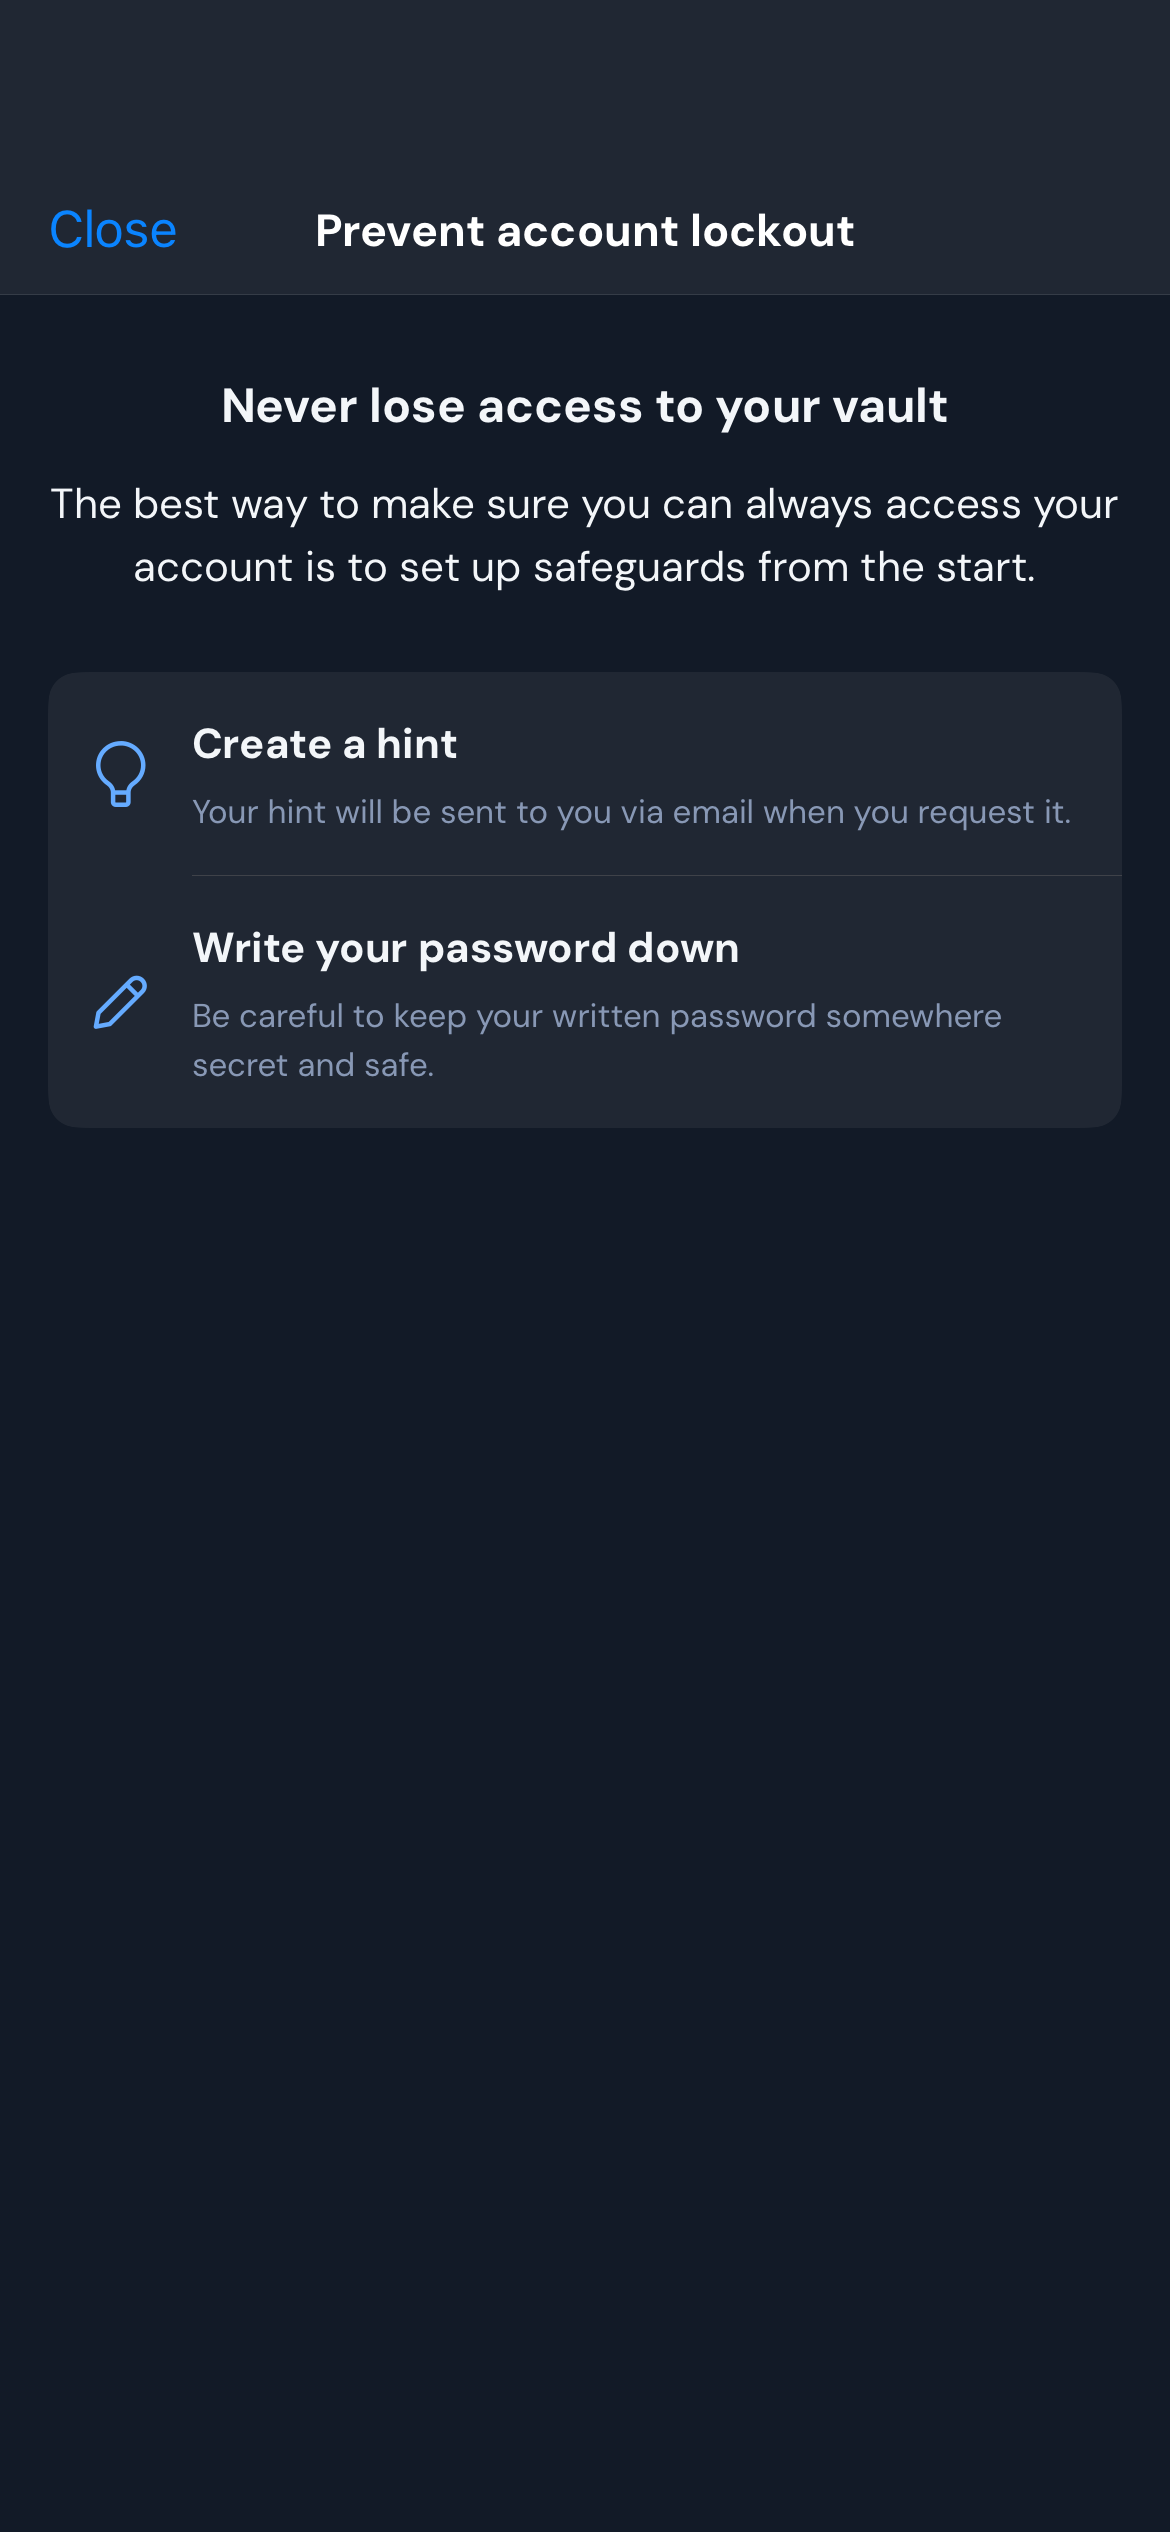 Close
Prevent account lockout
Never lose access to your vault
The best way to make sure you can always access your
account is to set up safeguards from the start.
Create a hint
Your hint will be sent to you via email when you request it.
Write your password down
Be careful to keep your written password somewhere
secret and safe.